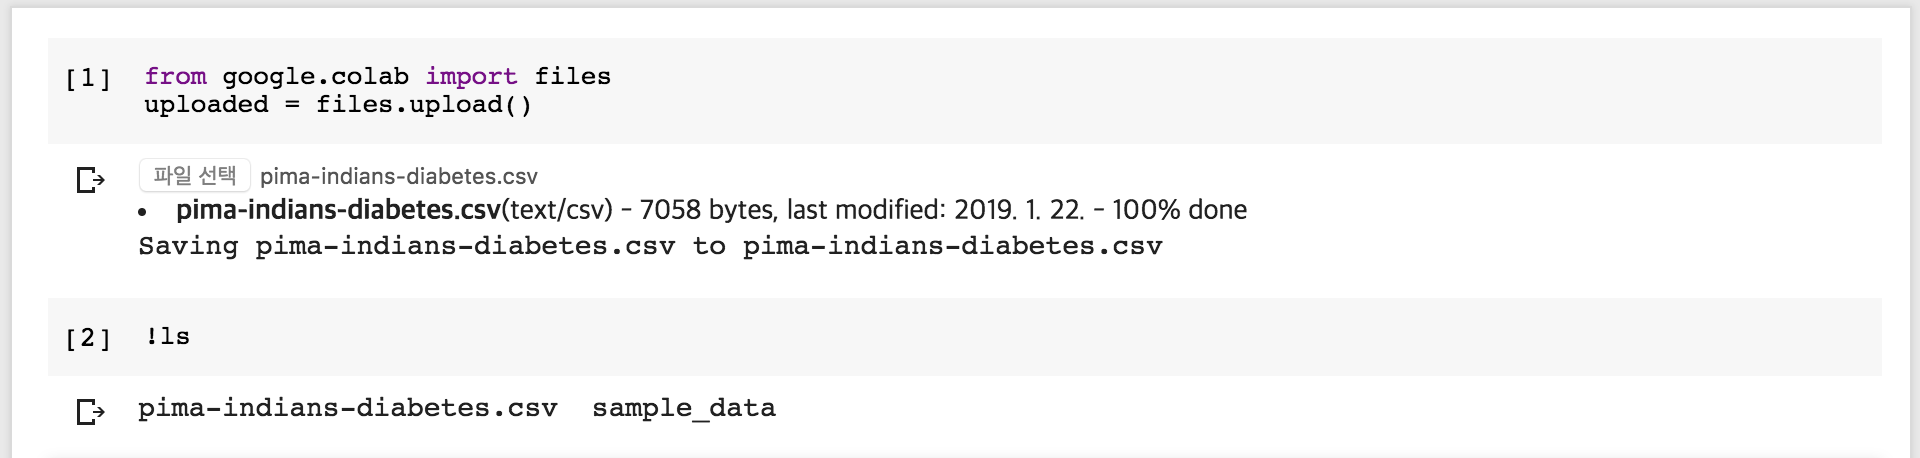 [1] from google.colab import files
uploaded = files.upload()
파일 선택 pima-indians-diabetes.csv
• pima-indians-diabetes.csv(text/csv) - 7058 bytes, last modified: 2019. 1. 22. - 100% done
Saving pima-indians-diabetes.csv to pima-indians-diabetes.csv
[2] !ls
pima-indians-diabetes.csv  sample_data